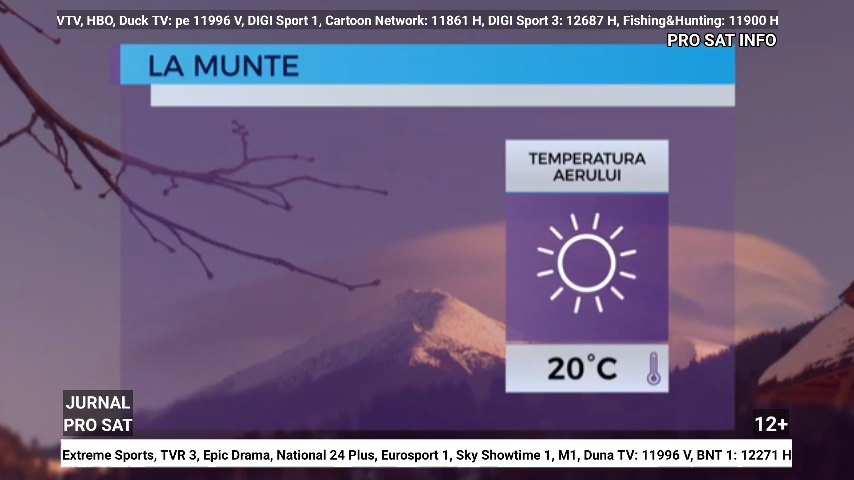 VTV, HBO, Duck TV: pe 11996 V, DIGI Sport 1, Cartoon Network: 11861 H, DIGI Sport 3: 12687 H, Fishing&Hunting: 11900 H
PRO SAT INFO
LA MUNTE
TEMPERATURA
AERULUI
20°C
JURNAL
PRO SAT
12+
Extreme Sports, TVR 3, Epic Drama, National 24 Plus, Eurosport 1, Sky Showtime 1, M1, Duna TV: 11996 V, BNT 1: 12271 H